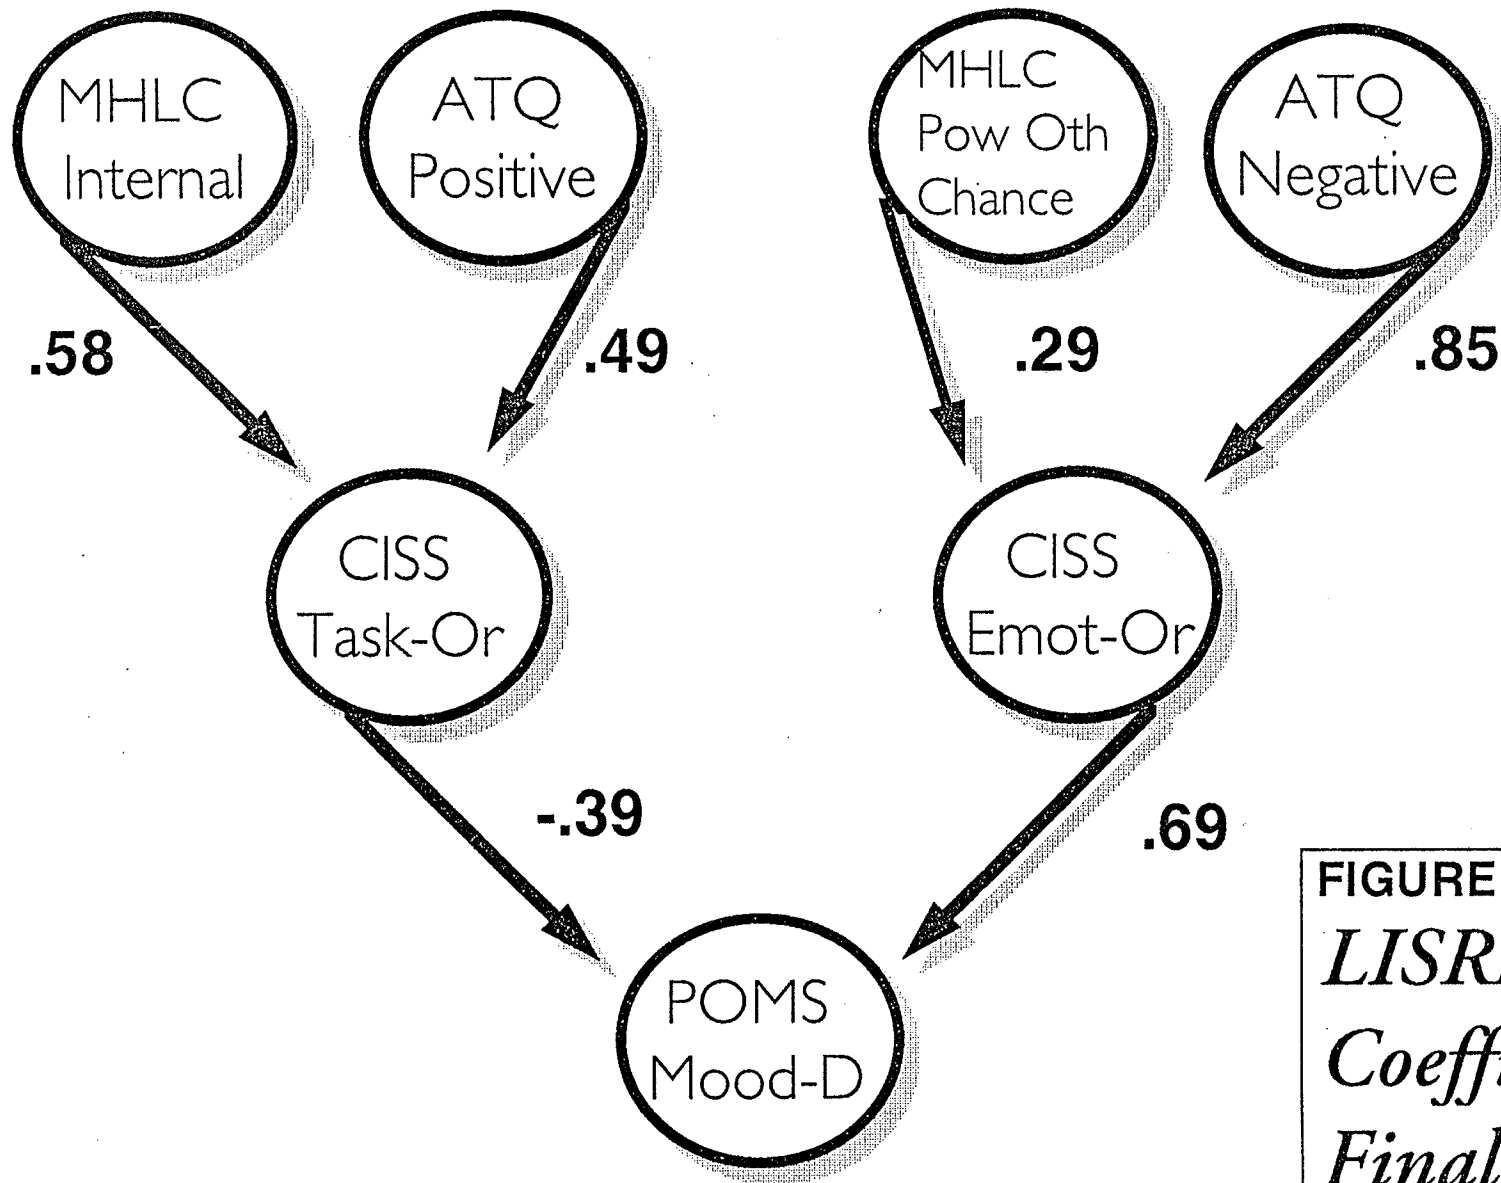 MHLC
Internal
ATQ
Positive
MHLC
Pow Oth
Chance
ATQ
Negative
.58
.49
.29
.85
CISS
Task-Or
CISS
Emot-Or
-.39
.69
POMS
Mood-D
FIGURE